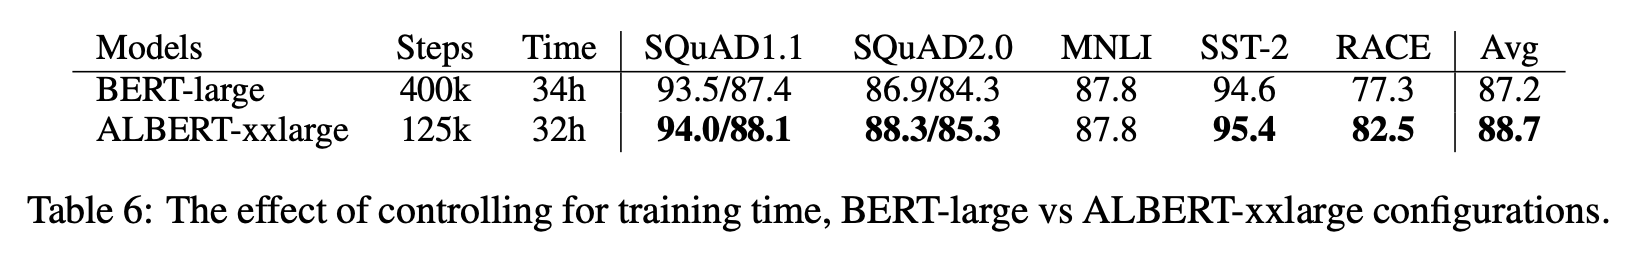 Models Steps Time SQuAD1.1 SQuAD2.0 MNLI SST-2 RACE Avg
BERT-large 400k 34h 93.5/87.4 86.9/84.3 87.8 94.6 77.3 87.2
ALBERT-xxlarge 125k 32h 94.0/88.1 88.3/85.3 87.8 95.4 82.5 88.7
Table 6: The effect of controlling for training time, BERT-large vs ALBERT-xxlarge configurations.